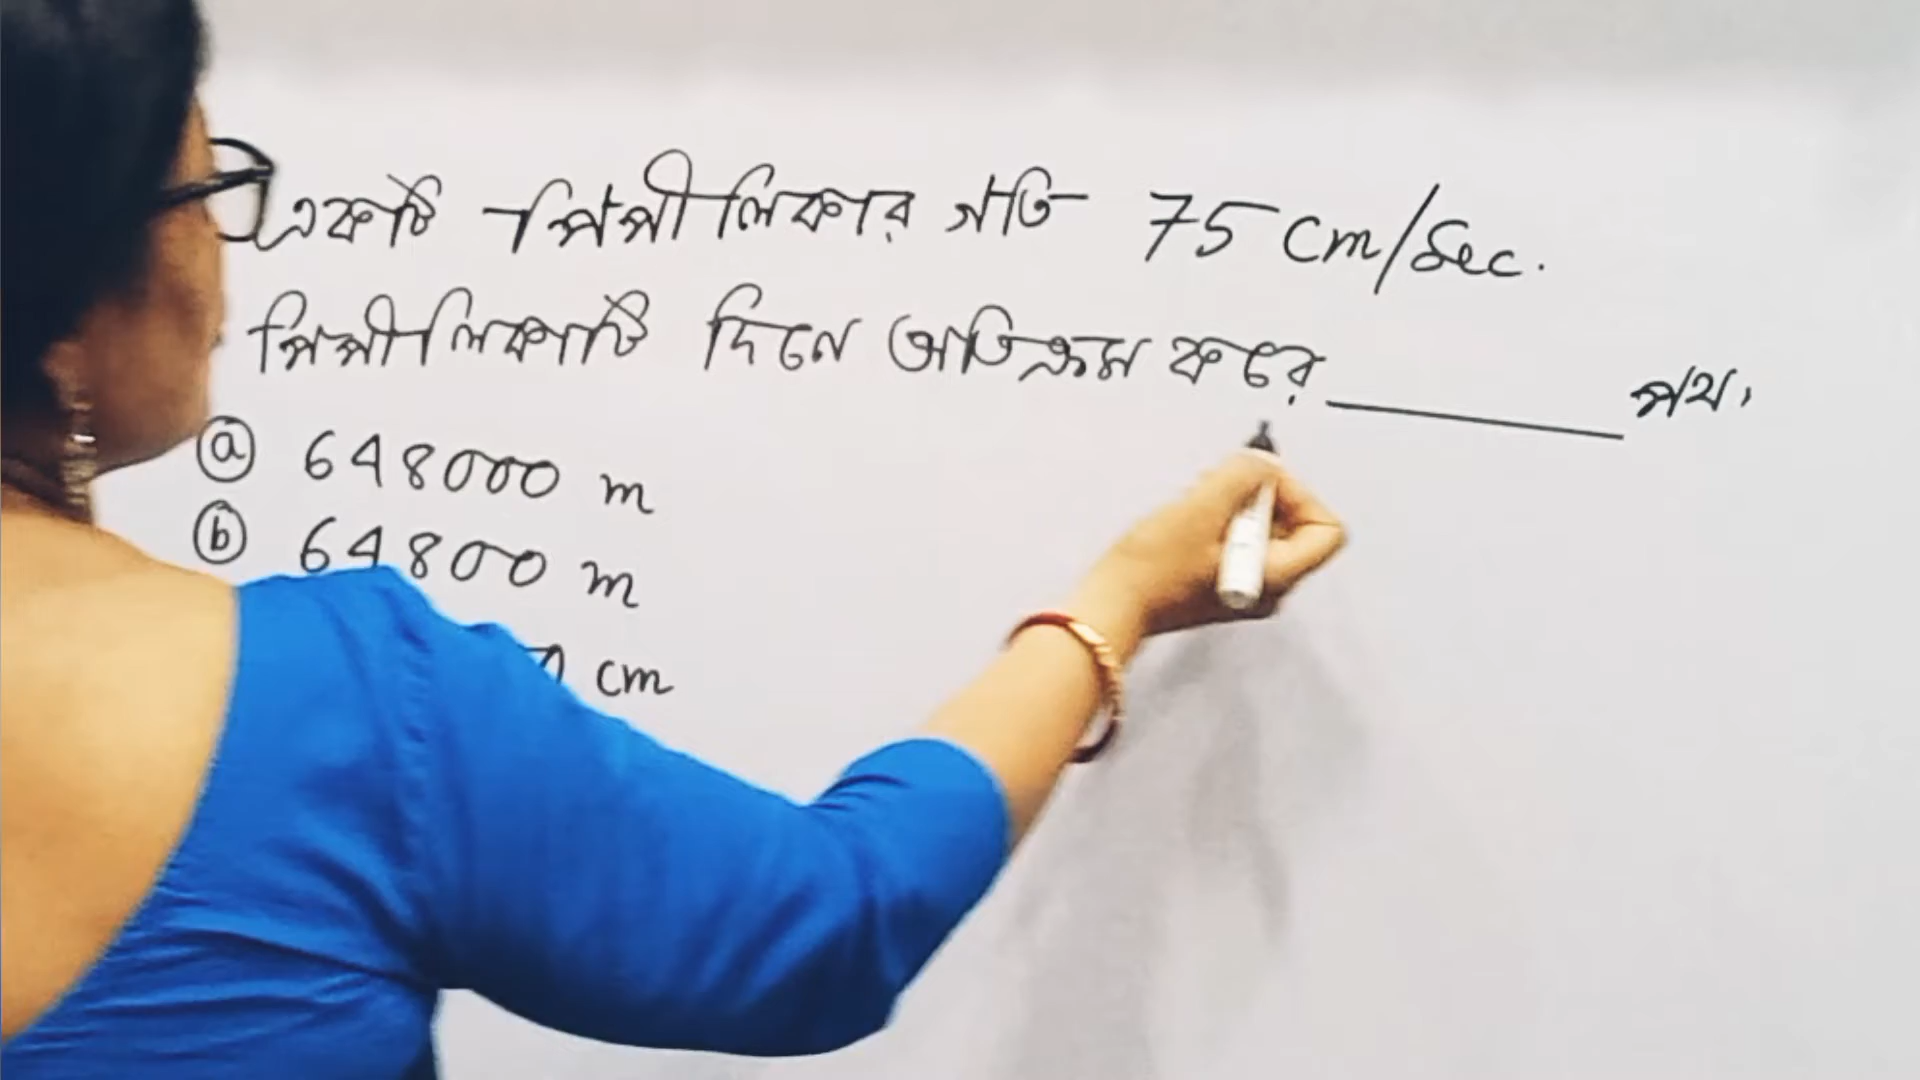 একটি পিপীলিকার গতি 75 cm/sec.
পিপীলিকাটি দিনে অতিক্রম করে ______ পথ।
ⓐ 648000 m
ⓑ 64800 m
cm